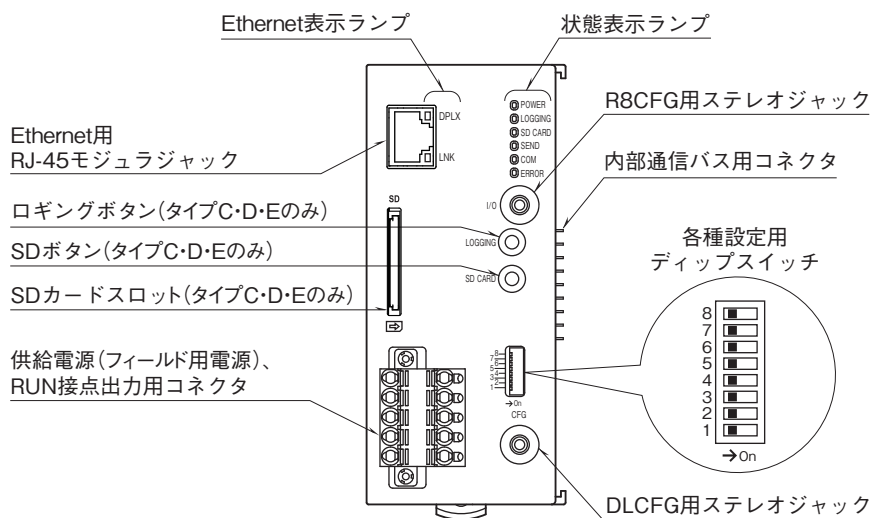 Ethernet表示ランプ
状態表示ランプ
R8CFG用ステレオジャック
内部通信バス用コネクタ
各種設定用
ディップスイッチ
8
7
6
5
4
3
2
1
→On
DLCFG用ステレオジャック
Ethernet用
RJ-45モジュラジャック
ロギングボタン(タイプC・D・Eのみ)
SDボタン(タイプC・D・Eのみ)
SDカードスロット(タイプC・D・Eのみ)
供給電源(フィールド用電源)、
RUN接点出力用コネクタ
DPLX
LNK
POWER
LOGGING
SD CARD
SEND
COM
ERROR
SD
I/O
LOGGING
SD CARD
8
7
6
5
4
3
2
1
→On
CFG